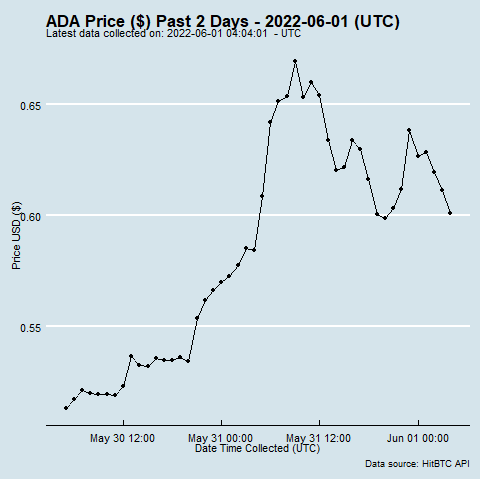 ADA Price ($) Past 2 Days - 2022-06-01 (UTC)
Latest data collected on: 2022-06-01 04:04:01 - UTC
Price USD ($)
0.65
0.60
0.55
May 30 12:00
May 31 00:00
May 31 12:00
Jun 01 00:00
Date Time Collected (UTC)
Data source: HitBTC API